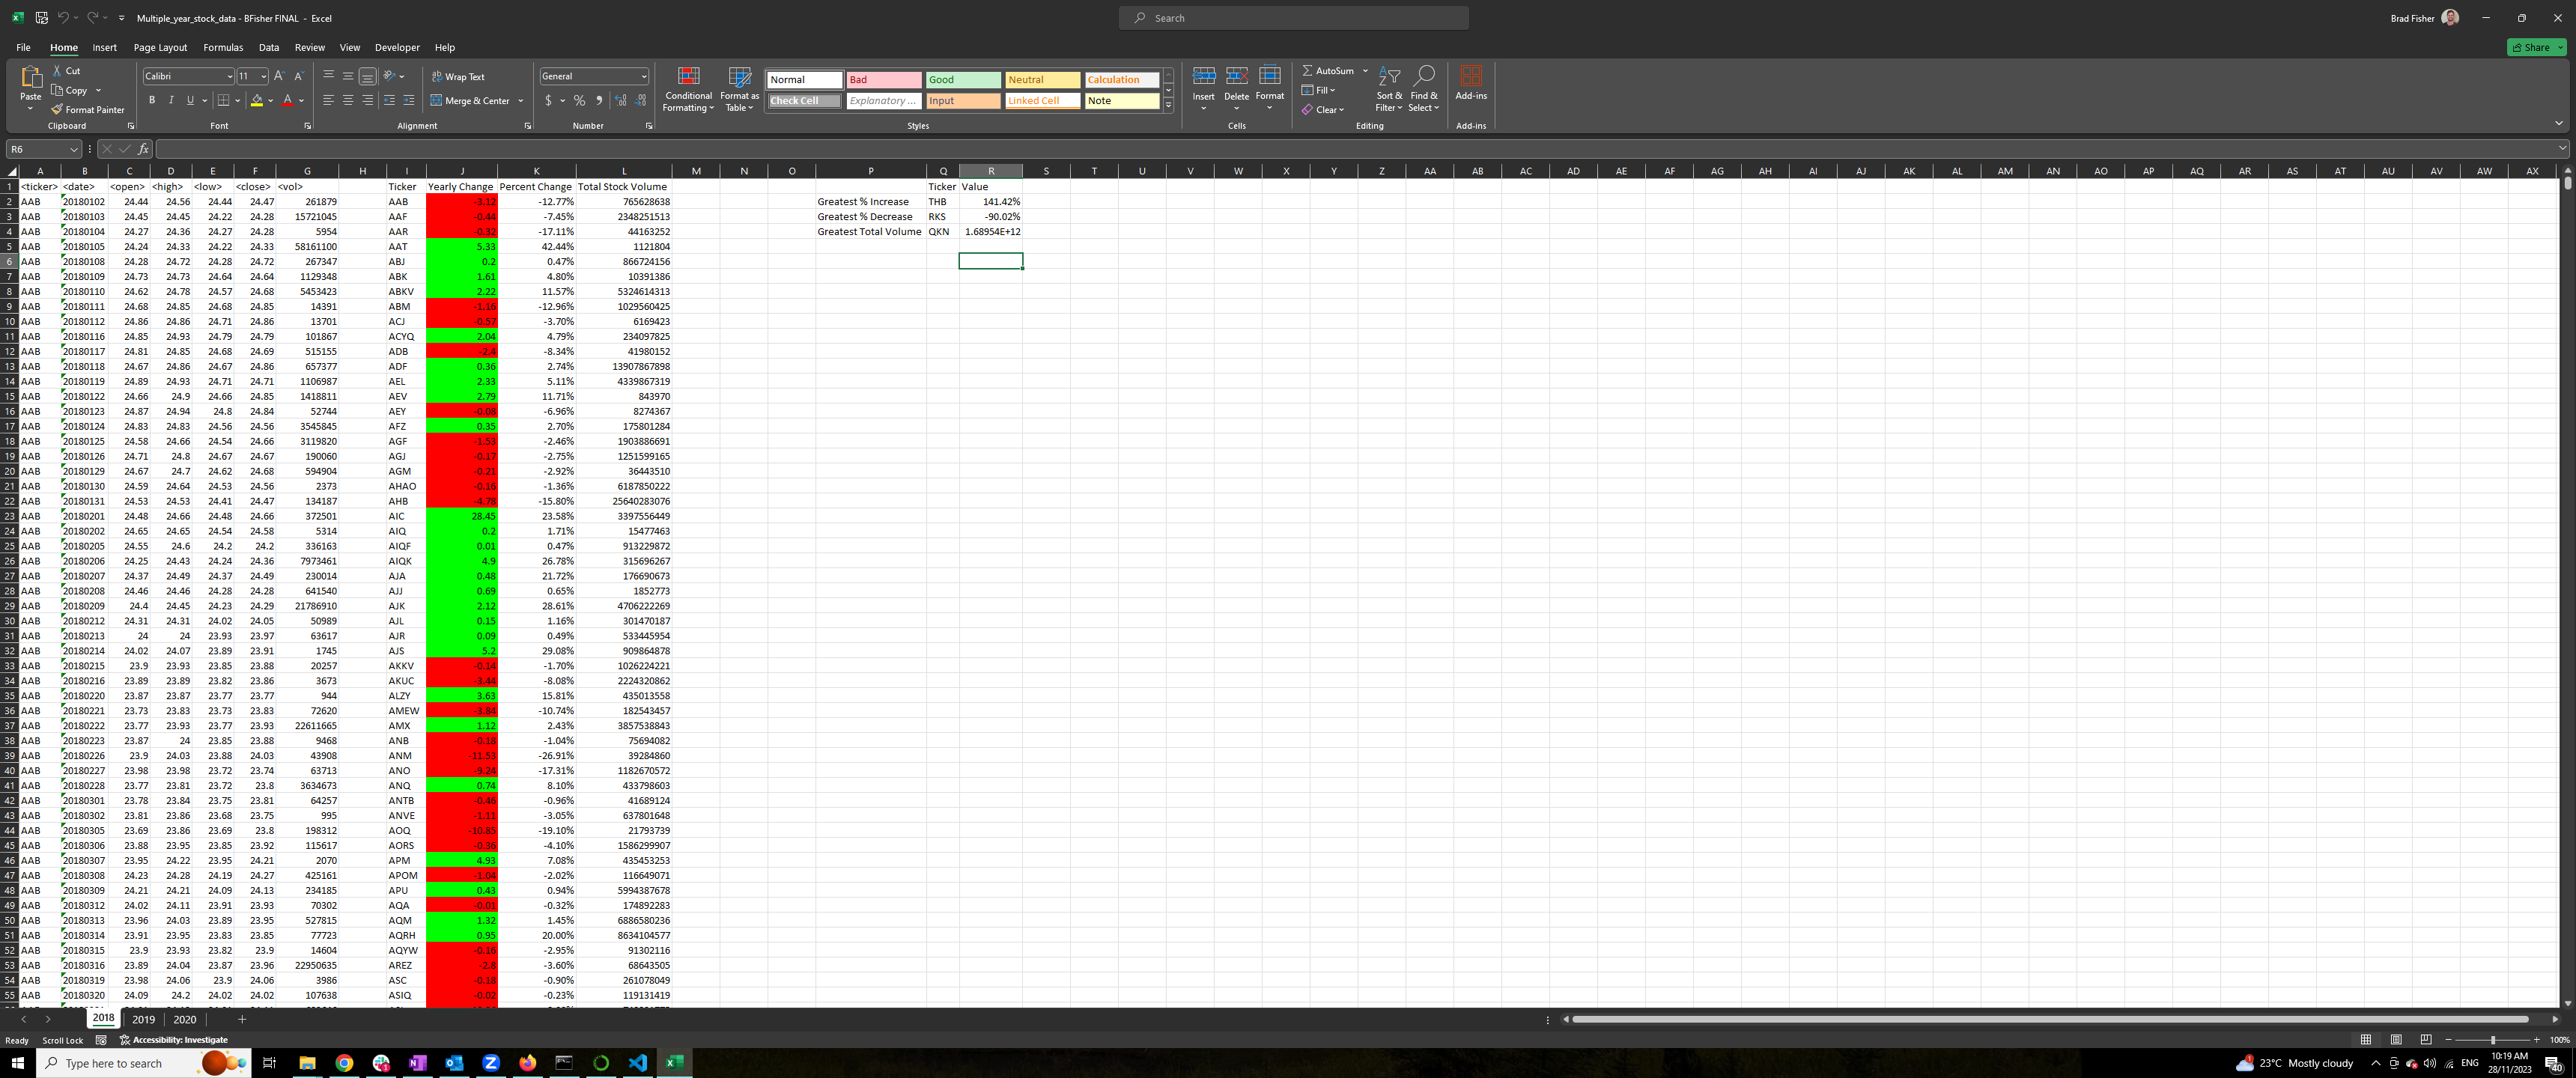 Multiple_year_stock_data - BFisher FINAL - Excel
Search
Brad Fisher
File Home Insert Page Layout Formulas Data Review View Developer Help
Share
Paste
Cut
Copy
Format Painter
Clipboard
Calibri 11
B I U
Font
Wrap Text
Merge & Center
Alignment
General
Number
Conditional Formatting
Format as Table
Normal Bad Good Neutral Calculation
Check Cell Explanatory ... Input Linked Cell Note
Styles
Insert Delete Format
Cells
AutoSum
Fill
Clear
Sort & Filter
Find & Select
Editing
Add-ins
Add-ins
R6
fx
A B C D E F G H I J K L M N O P Q R S T U V W X Y Z AA AB AC AD AE AF AG AH AI AJ AK AL AM AN AO AP AQ AR AS AT AU AV AW AX
1 <ticker> <date> <open> <high> <low> <close> <vol> Ticker Yearly Change Percent Change Total Stock Volume Ticker Value
2 AAB 20180102 24.44 24.56 24.44 24.47 261879 AAB -3.12 -12.77% 765628638 Greatest % Increase THB 141.42%
3 AAB 20180103 24.45 24.45 24.22 24.28 15721045 AAF -0.44 -7.45% 2348251513 Greatest % Decrease RKS -90.02%
4 AAB 20180104 24.27 24.36 24.27 24.28 5954 AAR -0.32 -17.11% 44163252 Greatest Total Volume QKN 1.68954E+12
5 AAB 20180105 24.24 24.33 24.22 24.33 58161100 AAT 5.33 42.44% 1121804
6 AAB 20180108 24.28 24.72 24.28 24.72 267347 ABJ 0.2 0.47% 866724156
7 AAB 20180109 24.73 24.73 24.64 24.64 1129348 ABK 1.61 4.80% 10391386
8 AAB 20180110 24.62 24.78 24.57 24.68 5453423 ABKV 2.22 11.57% 5324614313
9 AAB 20180111 24.68 24.85 24.68 24.85 14391 ABM -1.16 -12.96% 1029560425
10 AAB 20180112 24.86 24.86 24.71 24.86 13701 ACJ -0.57 -3.70% 6169423
11 AAB 20180116 24.85 24.93 24.79 24.79 101867 ACYQ 2.04 4.79% 234097825
12 AAB 20180117 24.81 24.85 24.68 24.69 515155 ADB -2.4 -8.34% 41980152
13 AAB 20180118 24.67 24.86 24.67 24.86 657377 ADF 0.36 2.74% 13907867898
14 AAB 20180119 24.89 24.93 24.71 24.71 1106987 AEL 2.33 5.11% 4339867319
15 AAB 20180122 24.66 24.9 24.66 24.85 1418811 AEV 2.79 11.71% 843970
16 AAB 20180123 24.87 24.94 24.8 24.84 52744 AEY -0.08 -6.96% 8274367
17 AAB 20180124 24.83 24.83 24.56 24.56 3545845 AFZ 0.35 2.70% 175801284
18 AAB 20180125 24.58 24.66 24.54 24.66 3119820 AGF -1.53 -2.46% 1903886691
19 AAB 20180126 24.71 24.8 24.67 24.67 190060 AGJ -0.17 -2.75% 1251599165
20 AAB 20180129 24.67 24.7 24.62 24.68 594904 AGM -0.21 -2.92% 36443510
21 AAB 20180130 24.59 24.64 24.53 24.56 2373 AHAO -0.16 -1.36% 6187850222
22 AAB 20180131 24.53 24.53 24.41 24.47 134187 AHB -4.78 -15.80% 25640283076
23 AAB 20180201 24.48 24.66 24.48 24.66 372501 AIC 28.45 23.58% 3397556449
24 AAB 20180202 24.65 24.65 24.54 24.58 5314 AIQ 0.2 1.71% 15477463
25 AAB 20180205 24.55 24.6 24.2 24.2 336163 AIQF 0.01 0.47% 913229872
26 AAB 20180206 24.25 24.43 24.24 24.36 7973461 AIQK 4.9 26.78% 315696267
27 AAB 20180207 24.37 24.49 24.37 24.49 230014 AJA 0.48 21.72% 176690673
28 AAB 20180208 24.46 24.46 24.28 24.28 641540 AJJ 0.69 0.65% 1852773
29 AAB 20180209 24.4 24.45 24.23 24.29 21786910 AJK 2.12 28.61% 4706222269
30 AAB 20180212 24.31 24.31 24.02 24.05 50989 AJL 0.15 1.16% 301470187
31 AAB 20180213 24 24 23.93 23.97 63617 AJR 0.09 0.49% 533445954
32 AAB 20180214 24.02 24.07 23.89 23.91 1745 AJS 5.2 29.08% 909864878
33 AAB 20180215 23.9 23.93 23.85 23.88 20257 AKKV -0.14 -1.70% 1026224221
34 AAB 20180216 23.89 23.89 23.82 23.86 3673 AKUC -3.44 -8.08% 2224320862
35 AAB 20180220 23.87 23.87 23.77 23.77 944 ALZY 3.63 15.81% 435013558
36 AAB 20180221 23.73 23.83 23.73 23.83 72620 AMEW -3.84 -10.74% 182543457
37 AAB 20180222 23.77 23.93 23.77 23.93 22611665 AMX 1.12 2.43% 3857538843
38 AAB 20180223 23.87 24 23.85 23.88 9468 ANB -0.18 -1.04% 75694082
39 AAB 20180226 23.9 24.03 23.88 24.03 43908 ANM -11.53 -26.91% 39284860
40 AAB 20180227 23.98 23.98 23.72 23.74 63713 ANO -9.24 -17.31% 1182670572
41 AAB 20180228 23.77 23.81 23.72 23.8 3634673 ANQ 0.74 8.10% 433798603
42 AAB 20180301 23.78 23.84 23.75 23.81 64257 ANTB -0.46 -0.96% 41689124
43 AAB 20180302 23.81 23.86 23.68 23.75 995 ANVE -1.11 -3.05% 637801648
44 AAB 20180305 23.69 23.86 23.69 23.8 198312 AOQ -10.85 -19.10% 21793739
45 AAB 20180306 23.88 23.95 23.85 23.92 115617 AORS -0.36 -4.10% 1586299907
46 AAB 20180307 23.95 24.22 23.95 24.21 2070 APM 4.93 7.08% 435453253
47 AAB 20180308 24.23 24.28 24.19 24.27 425161 APOM -1.04 -2.02% 116649071
48 AAB 20180309 24.21 24.21 24.09 24.13 234185 APU 0.43 0.94% 5994387678
49 AAB 20180312 24.02 24.11 23.91 23.93 70302 AQA -0.01 -0.32% 174892283
50 AAB 20180313 23.96 24.03 23.89 23.95 527815 AQM 1.32 1.45% 6886580236
51 AAB 20180314 23.91 23.95 23.83 23.85 77723 AQRH 0.95 20.00% 8634104577
52 AAB 20180315 23.9 23.93 23.82 23.9 14604 AQYW -0.16 -2.95% 91302116
53 AAB 20180316 23.89 24.04 23.87 23.96 22950635 AREZ -2.8 -3.60% 68643505
54 AAB 20180319 23.98 24.06 23.9 24.06 3986 ASC -0.18 -0.90% 261078049
55 AAB 20180320 24.09 24.2 24.02 24.02 107638 ASIQ -0.02 -0.23% 119131419
2018 2019 2020
Ready Scroll Lock Accessibility: Investigate
100%
Type here to search
23°C Mostly cloudy
ENG
10:19 AM
28/11/2023
40